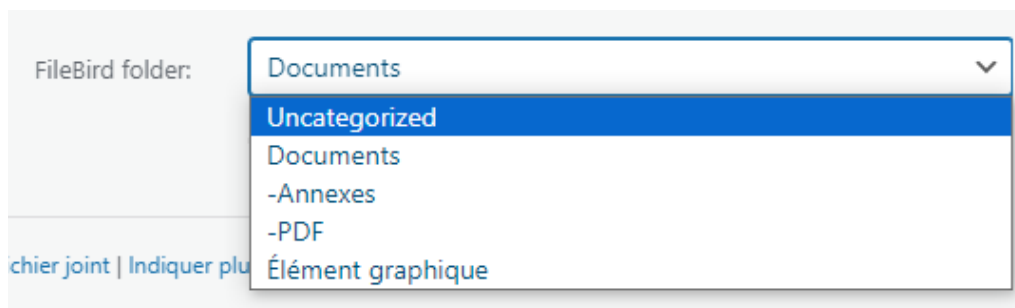 FileBird folder:
Documents
Uncategorized
Documents
-Annexes
-PDF
Élément graphique
chier joint | Indiquer plu